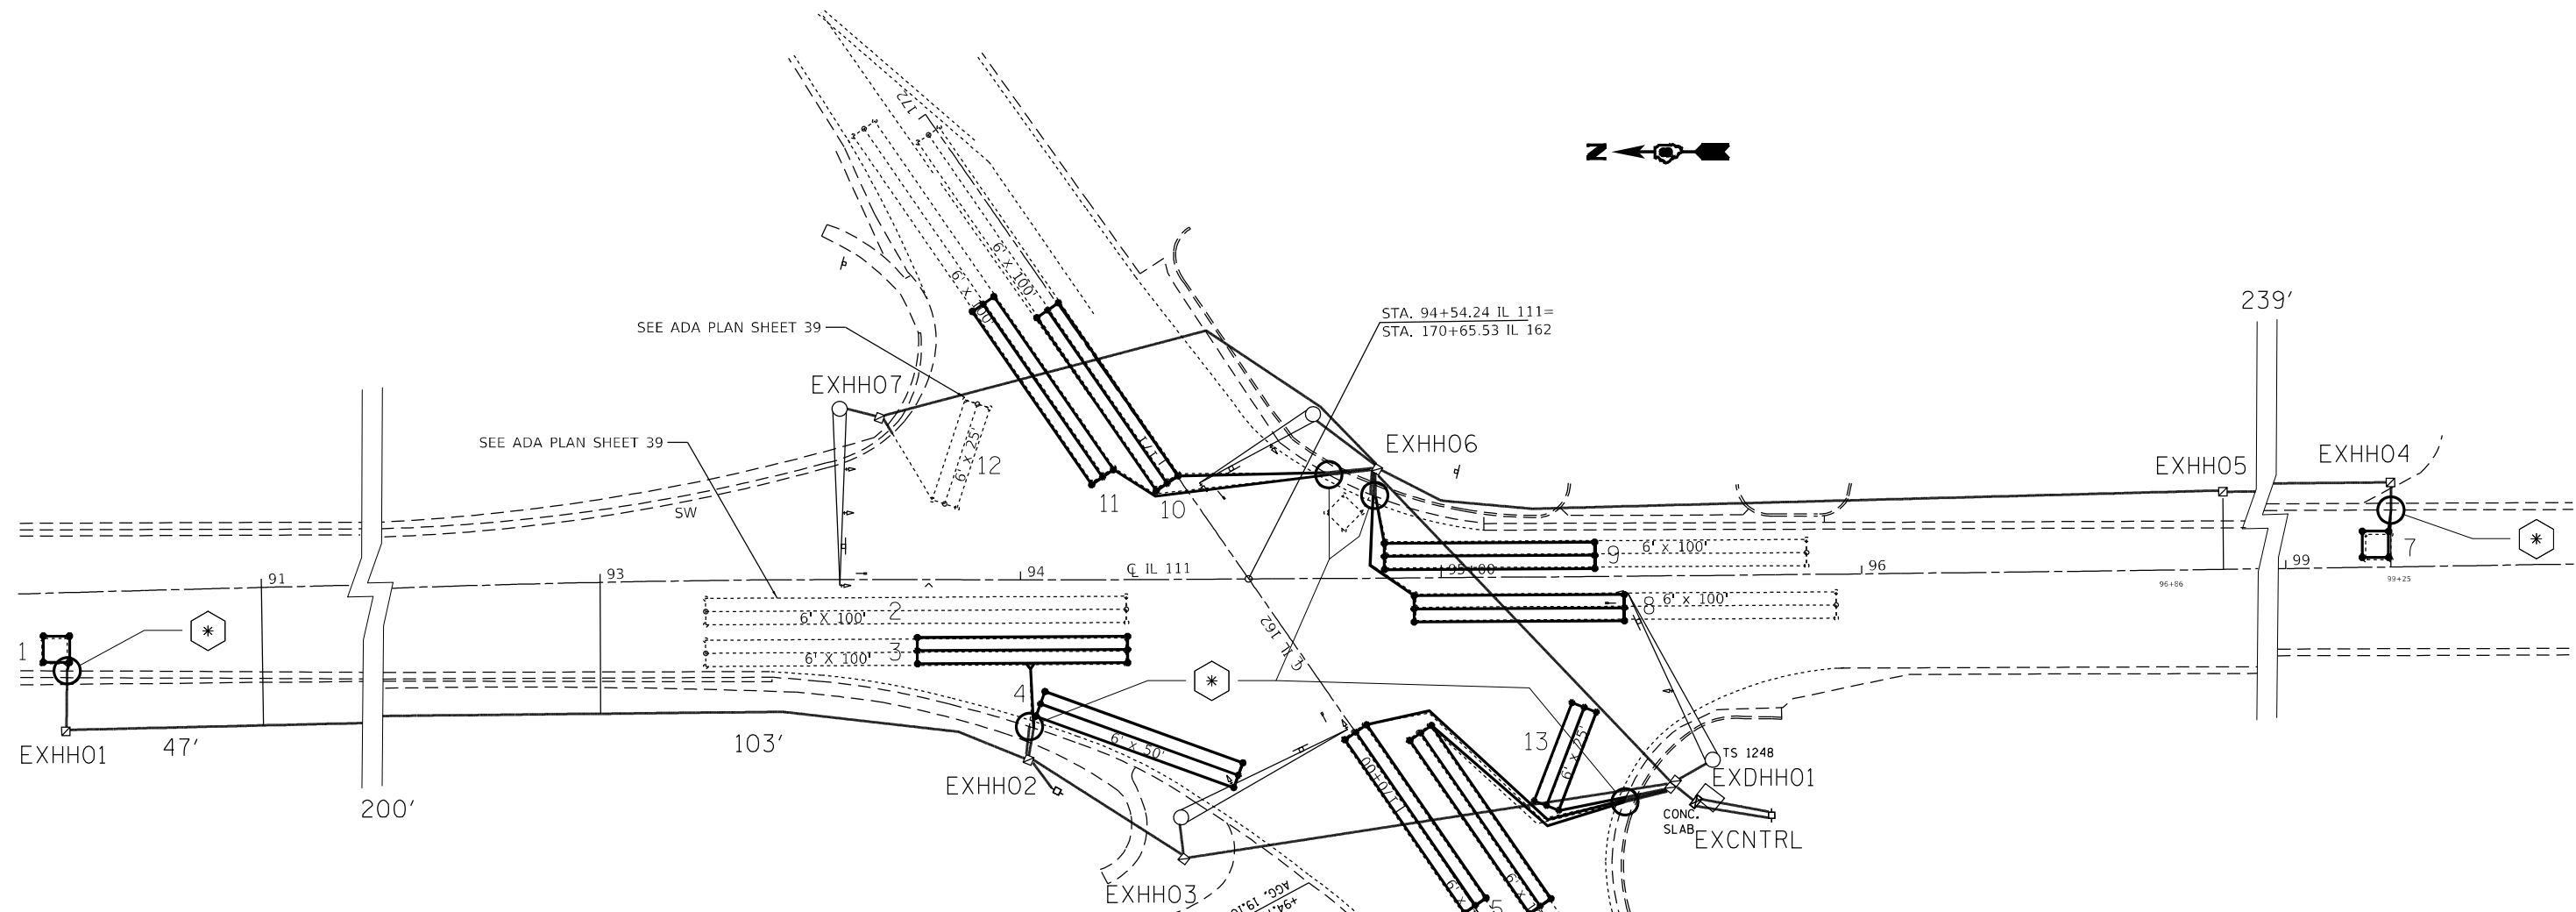 172
N
6' X 100'
6' X 100'
239'
STA. 94+54.24 IL 111=
STA. 170+65.53 IL 162
SEE ADA PLAN SHEET 39
EXHH07
SEE ADA PLAN SHEET 39
EXHH06
EXHH04
EXHH05
171
12
6' X 25'
11
10
SW
9
6' X 100'
7
91
93
94
℄ IL 111
95+00
96
96+86
99
99+25
2
6' X 100'
8
6' X 100'
1
3
6' X 100'
℄ IL 162
4
EXHH01
47'
103'
6' X 50'
13
6' X 25'
TS 1248
EXHH02
EXDHH01
200'
170+00
CONC.
SLAB
EXCNTRL
EXHH03
5